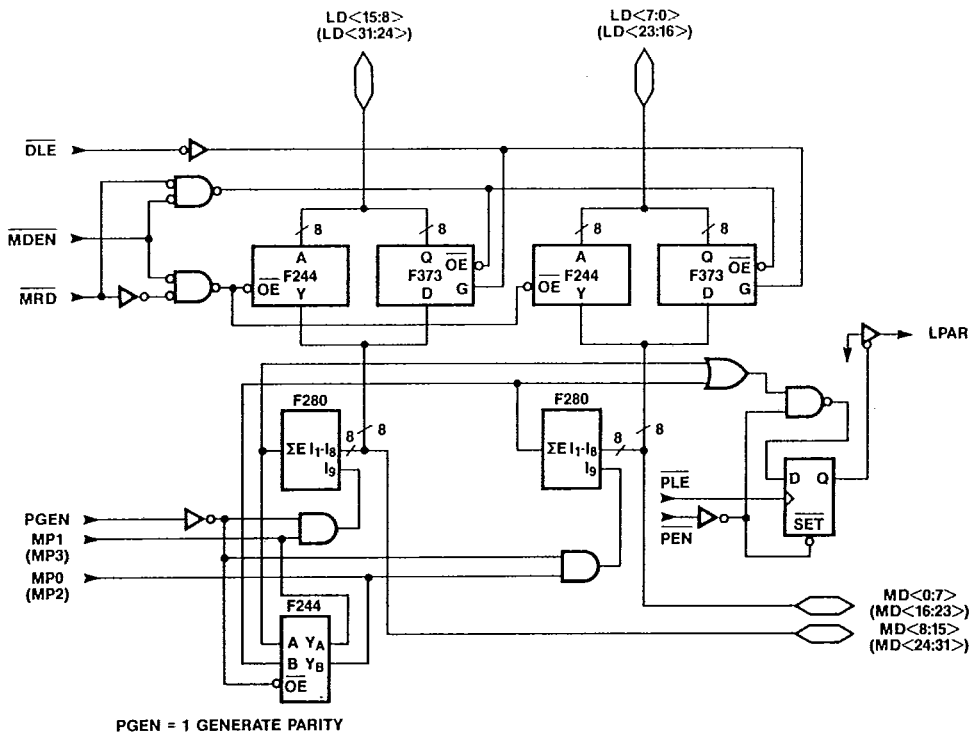 LD<15:8>
(LD<31:24>)
LD<7:0>
(LD<23:16>)
DLE
MDEN
MRD
8
8
8
8
A
F244
OE
Y
Q
OE
F373
G
D
A
F244
OE
Y
Q
OE
F373
G
D
LPAR
F280
ΣE I1-I8
I9
8
8
F280
ΣE I1-I8
I9
8
8
PLE
PEN
D Q
SET
PGEN
MP1
(MP3)
MP0
(MP2)
F244
A YA
B YB
OE
MD<0:7>
(MD<16:23>)
MD<8:15>
(MD<24:31>)
PGEN = 1 GENERATE PARITY